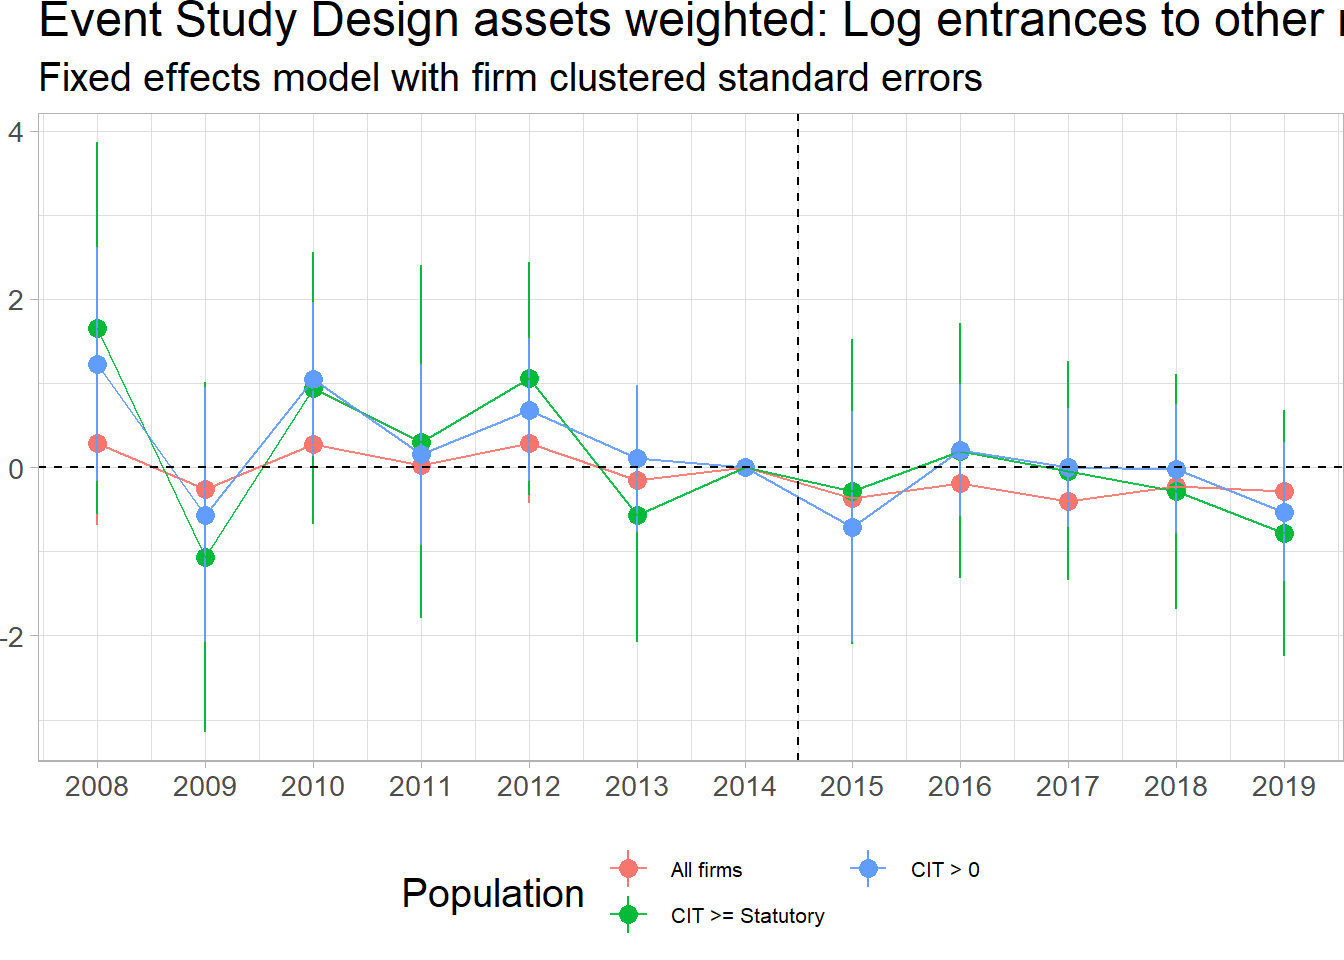 Event Study Design assets weighted: Log entrances to other
Fixed effects model with firm clustered standard errors
4
2
0
-2
2008 2009 2010 2011 2012 2013 2014 2015 2016 2017 2018 2019
Population
All firms
CIT > 0
CIT >= Statutory